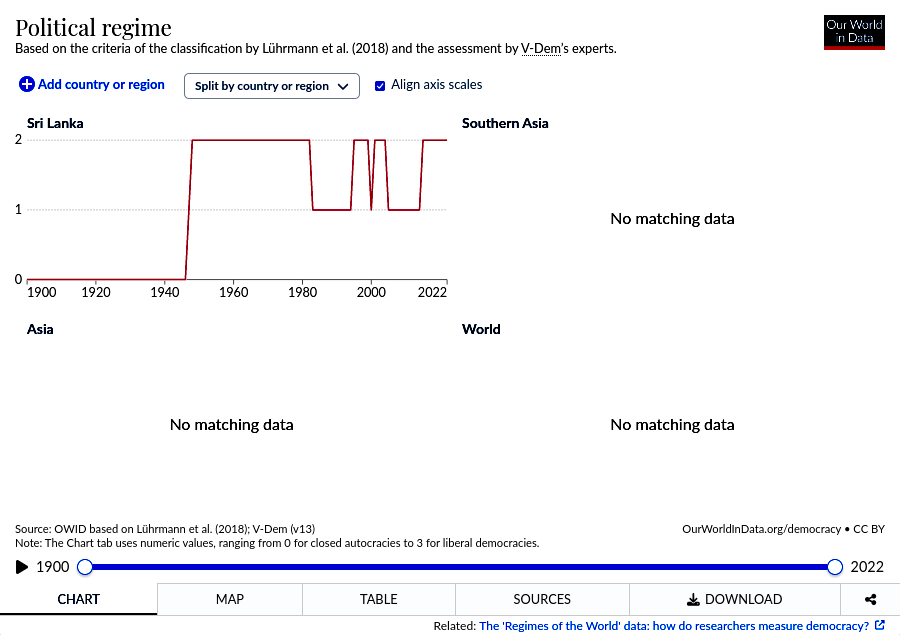 Political regime
Based on the criteria of the classification by Lührmann et al. (2018) and the assessment by V-Dem's experts.
Our World
in Data
Add country or region
Split by country or region
Align axis scales
Sri Lanka
2
1
0
1900 1920 1940 1960 1980 2000 2022
Southern Asia
No matching data
Asia
No matching data
World
No matching data
Source: OWID based on Lührmann et al. (2018); V-Dem (v13)
OurWorldInData.org/democracy • CC BY
Note: The Chart tab uses numeric values, ranging from 0 for closed autocracies to 3 for liberal democracies.
1900 2022
CHART MAP TABLE SOURCES DOWNLOAD
Related: The 'Regimes of the World' data: how do researchers measure democracy?